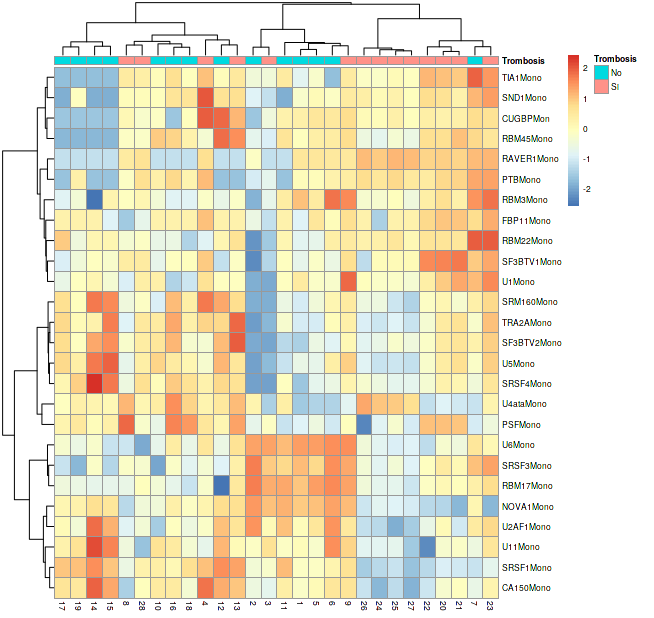 Trombosis
TIA1Mono
SND1Mono
CUGBPMon
RBM45Mono
RAVER1Mono
PTBMono
RBM3Mono
FBP11Mono
RBM22Mono
SF3BTV1Mono
U1Mono
SRM160Mono
TRA2AMono
SF3BTV2Mono
U5Mono
SRSF4Mono
U4ataMono
PSFMono
U6Mono
SRSF3Mono
RBM17Mono
NOVA1Mono
U2AF1Mono
U11Mono
SRSF1Mono
CA150Mono
17 19 14 15 8 28 10 16 18 4 12 13 2 3 11 1 5 6 9 26 24 25 27 22 20 21 7 23
2
1
0
-1
-2
Trombosis
No
SI